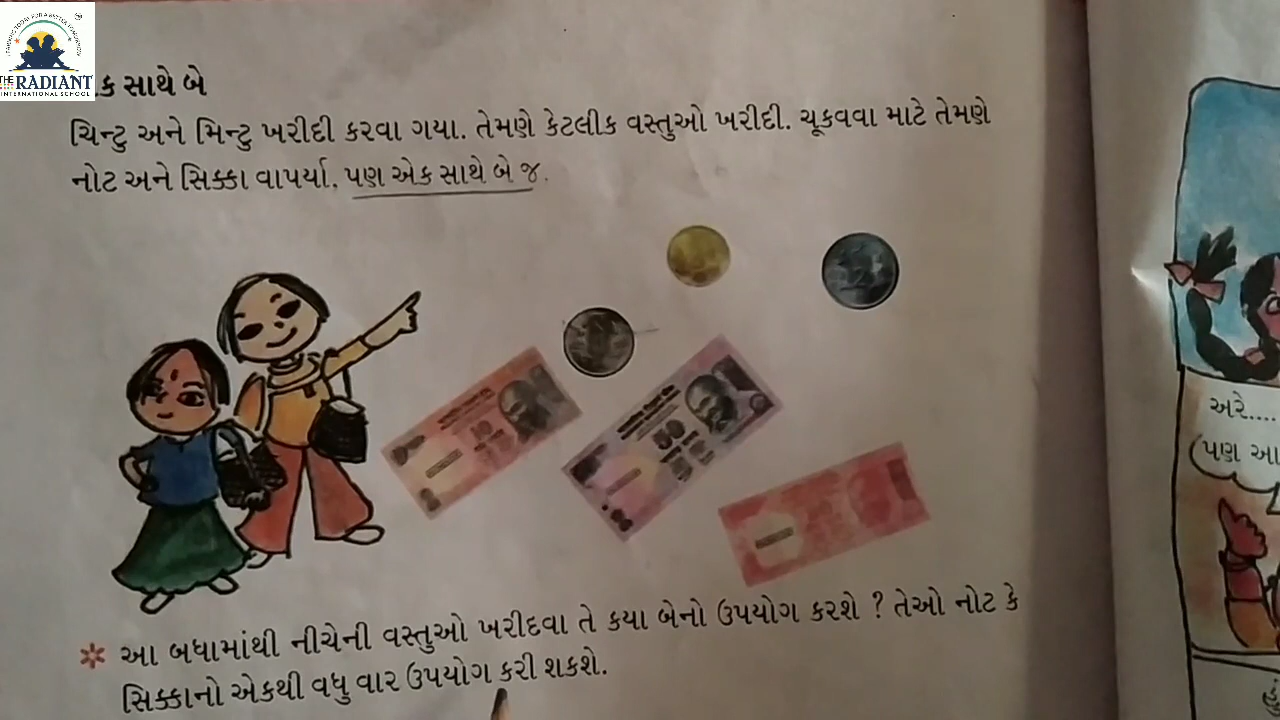 THE RADIANT
INTERNATIONAL SCHOOL
સાથે બે
ચિન્ટુ અને મિન્ટુ ખરીદી કરવા ગયા. તેમણે કેટલીક વસ્તુઓ ખરીદી. ચૂકવવા માટે તેમણે
નોટ અને સિક્કા વાપર્યા. પણ એક સાથે બે જ.
આ બધામાંથી નીચેની વસ્તુઓ ખરીદવા તે કયા બેનો ઉપયોગ કરશે ? તેઓ નોટ કે
સિક્કાનો એકથી વધુ વાર ઉપયોગ કરી શકશે.
અરે....
પણ આ